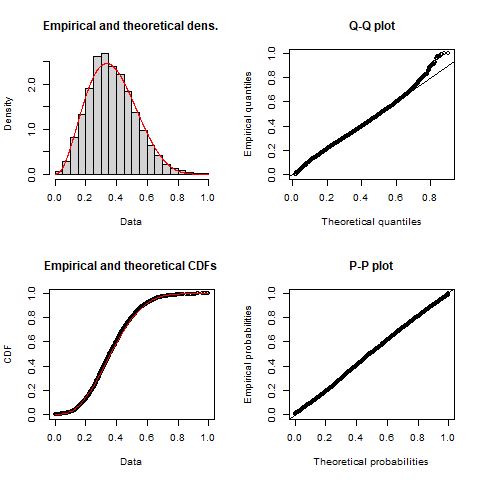 Empirical and theoretical dens.
Density
0.0 1.0 2.0
0.0 0.2 0.4 0.6 0.8 1.0
Data
Q-Q plot
Empirical quantiles
0.0 0.2 0.4 0.6 0.8 1.0
0.0 0.2 0.4 0.6 0.8
Theoretical quantiles
Empirical and theoretical CDFs
CDF
0.0 0.2 0.4 0.6 0.8 1.0
0.0 0.2 0.4 0.6 0.8 1.0
Data
P-P plot
Empirical probabilities
0.0 0.2 0.4 0.6 0.8 1.0
0.0 0.2 0.4 0.6 0.8 1.0
Theoretical probabilities